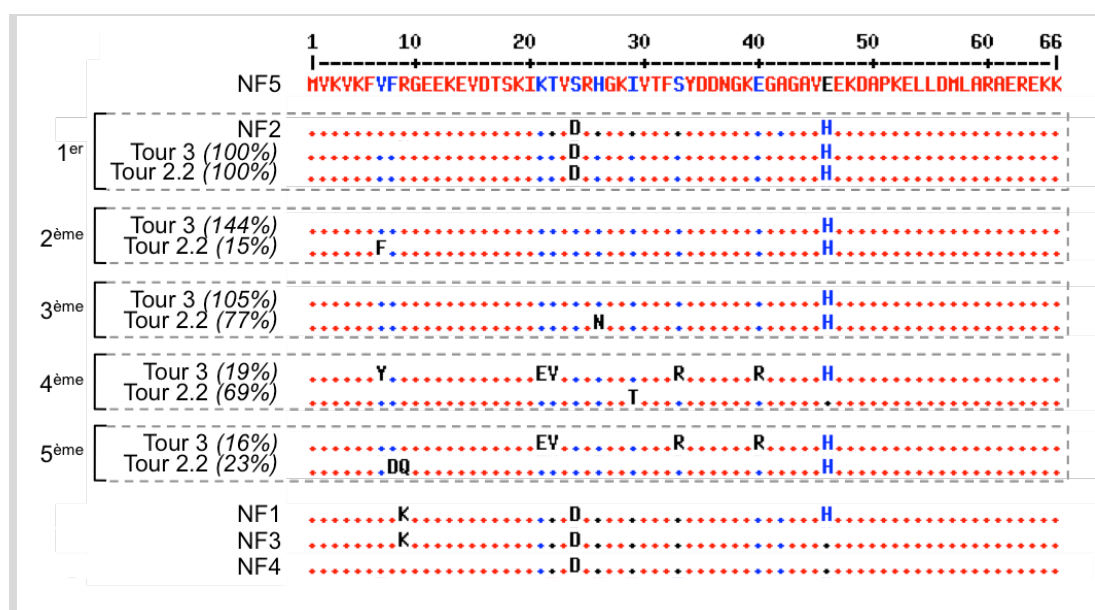 1 10 20 30 40 50 60 66
NF5 MVKVKFVFRGEEKEVDTSKIKTVSRHGKIVTFSYDDNGKEGAGAVEEKDAPKELLDMLARAEREKK
NF2 .......................D.....................H....................
1er
Tour 3 (100%) .......................D.....................H....................
Tour 2.2 (100%) .......................D.....................H....................
2ème
Tour 3 (144%) .............................................H....................
Tour 2.2 (15%) ......F......................................H....................
3ème
Tour 3 (105%) .............................................H....................
Tour 2.2 (77%) .........................N...................H....................
4ème
Tour 3 (19%) ......Y.............EV..........R......R.....H....................
Tour 2.2 (69%) ............................T.....................................
5ème
Tour 3 (16%) ....................EV..........R......R.....H....................
Tour 2.2 (23%) .......DQ....................................H....................
NF1 ........K..............D.....................H....................
NF3 ........K..............D..........................................
NF4 .......................D..........................................